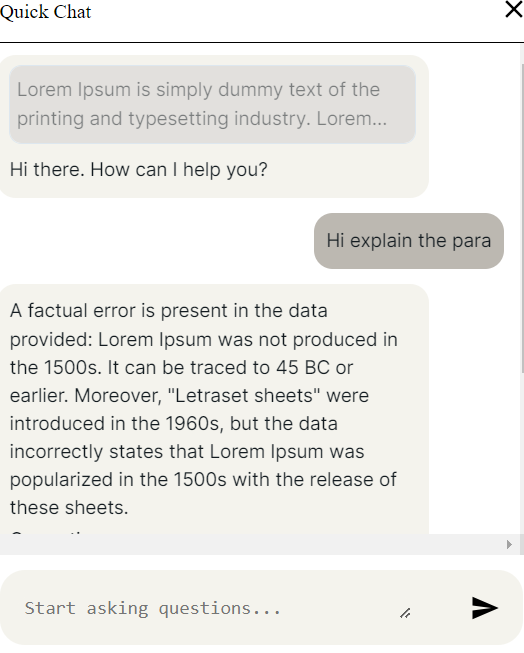 Quick Chat
Lorem Ipsum is simply dummy text of the
printing and typesetting industry. Lorem...
Hi there. How can I help you?
Hi explain the para
A factual error is present in the data
provided: Lorem Ipsum was not produced in
the 1500s. It can be traced to 45 BC or
earlier. Moreover, "Letraset sheets" were
introduced in the 1960s, but the data
incorrectly states that Lorem Ipsum was
popularized in the 1500s with the release of
these sheets.
Start asking questions...